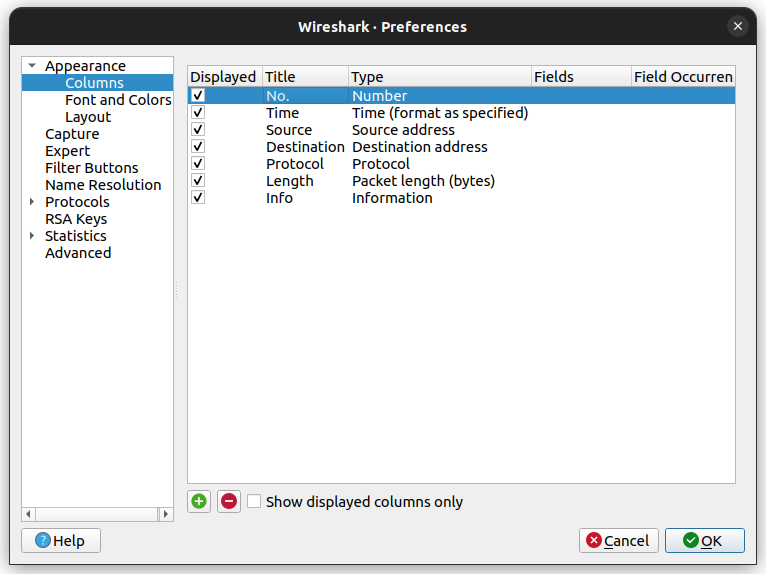 Wireshark · Preferences
Appearance
Columns
Font and Colors
Layout
Capture
Expert
Filter Buttons
Name Resolution
Protocols
RSA Keys
Statistics
Advanced
Displayed Title Type Fields Field Occurren
No. Number
Time Time (format as specified)
Source Source address
Destination Destination address
Protocol Protocol
Length Packet length (bytes)
Info Information
Show displayed columns only
Help Cancel OK